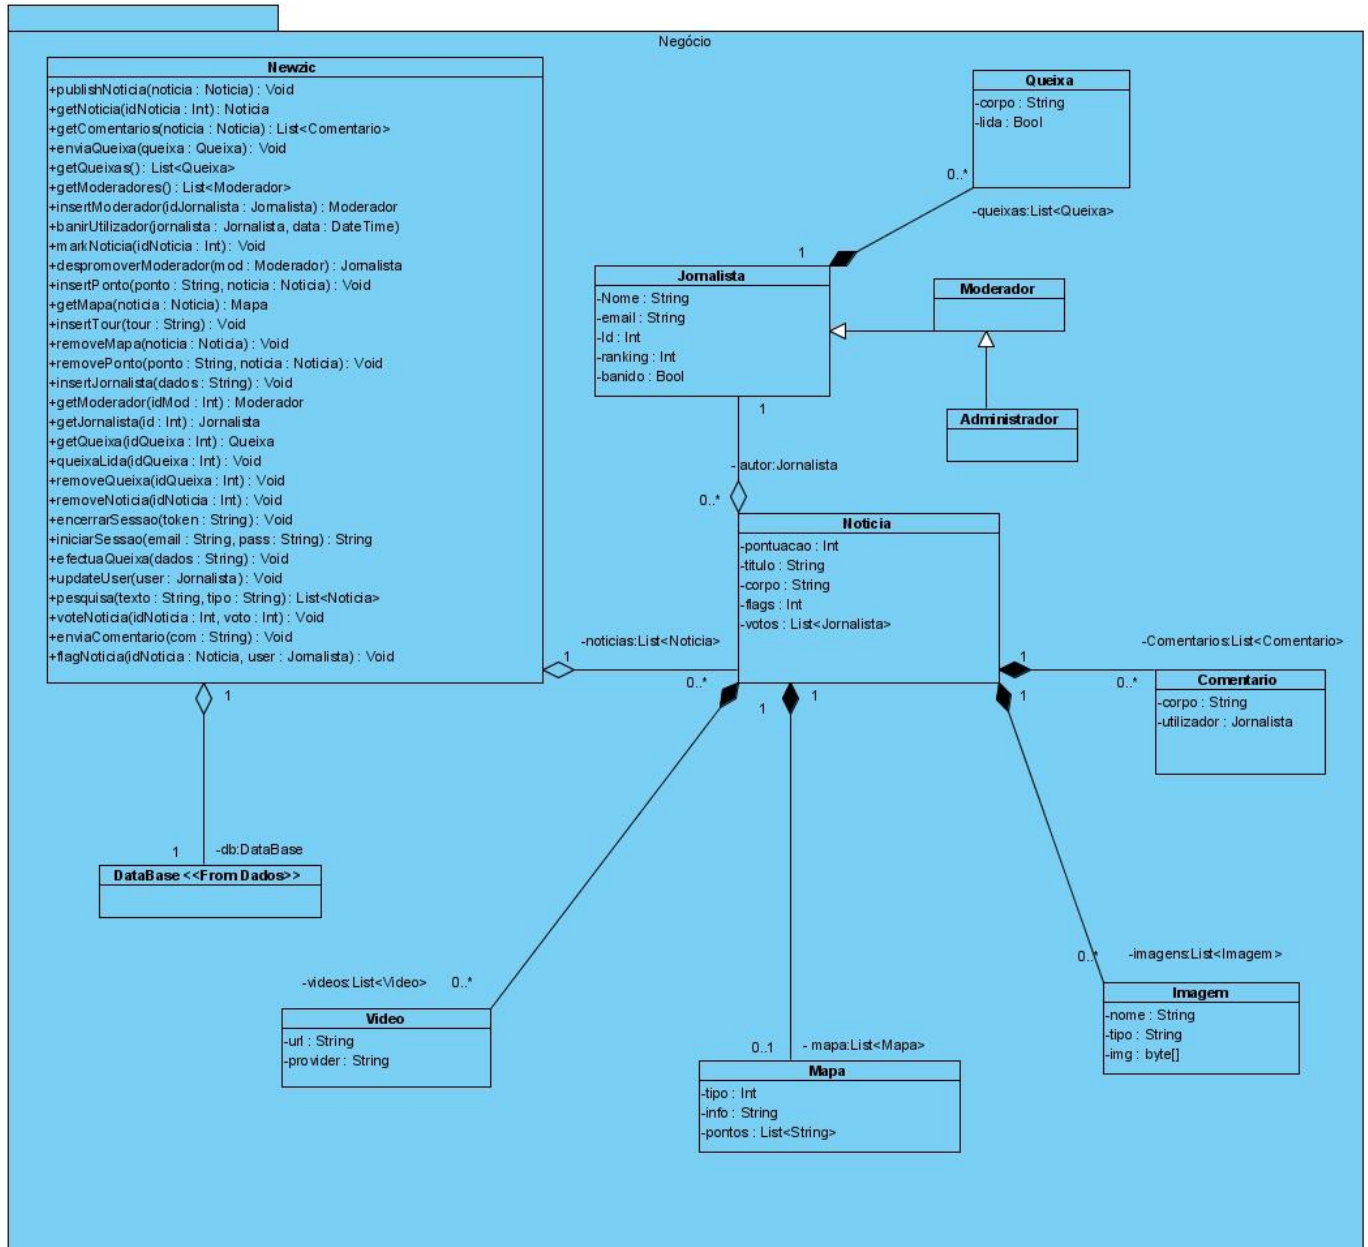 Negócio
Newzic
+publishNoticia(noticia : Noticia) : Void
+getNoticia(idNoticia : Int) : Noticia
+getComentarios(noticia : Noticia) : List<Comentario>
+enviaQueixa(queixa : Queixa) : Void
+getQueixas() : List<Queixa>
+getModeradores() : List<Moderador>
+insertModerador(idJornalista : Jornalista) : Moderador
+banirUtilizador(jornalista : Jornalista, data : DateTime)
+markNoticia(idNoticia : Int) : Void
+despromoverModerador(mod : Moderador) : Jornalista
+insertPonto(ponto : String, noticia : Noticia) : Void
+getMapa(noticia : Noticia) : Mapa
+insertTour(tour : String) : Void
+removeMapa(noticia : Noticia) : Void
+removePonto(ponto : String, noticia : Noticia) : Void
+insertJornalista(dados : String) : Void
+getModerador(idMod : Int) : Moderador
+getJornalista(id : Int) : Jornalista
+getQueixa(idQueixa : Int) : Queixa
+queixaLida(idQueixa : Int) : Void
+removeQueixa(idQueixa : Int) : Void
+removeNoticia(idNoticia : Int) : Void
+encerrarSessao(token : String) : Void
+iniciarSessao(email : String, pass : String) : String
+efectuaQueixa(dados : String) : Void
+updateUser(user : Jornalista) : Void
+pesquisa(texto : String, tipo : String) : List<Noticia>
+voteNoticia(idNoticia : Int, voto : Int) : Void
+enviaComentario(com : String) : Void
+flagNoticia(idNoticia : Noticia, user : Jornalista) : Void
Queixa
-corpo : String
-lida : Bool
0..*
-queixas:List<Queixa>
1
Jornalista
-Nome : String
-email : String
-Id : Int
-ranking : Int
-banido : Bool
Moderador
Administrador
1
- autor:Jornalista
0..*
Noticia
-pontuacao : Int
-titulo : String
-corpo : String
-flags : Int
-votos : List<Jornalista>
-noticias:List<Noticia>
1
0..*
-Comentarios:List<Comentario>
1
0..*
Comentario
-corpo : String
-utilizador : Jornalista
1
1
1
1
1
-db:DataBase
DataBase <<From Dados>>
-videos:List<Video>
0..*
Video
-url : String
-provider : String
0..1
- mapa:List<Mapa>
Mapa
-tipo : Int
-info : String
-pontos : List<String>
0..*
-imagens:List<Imagem>
Imagem
-nome : String
-tipo : String
-img : byte[]